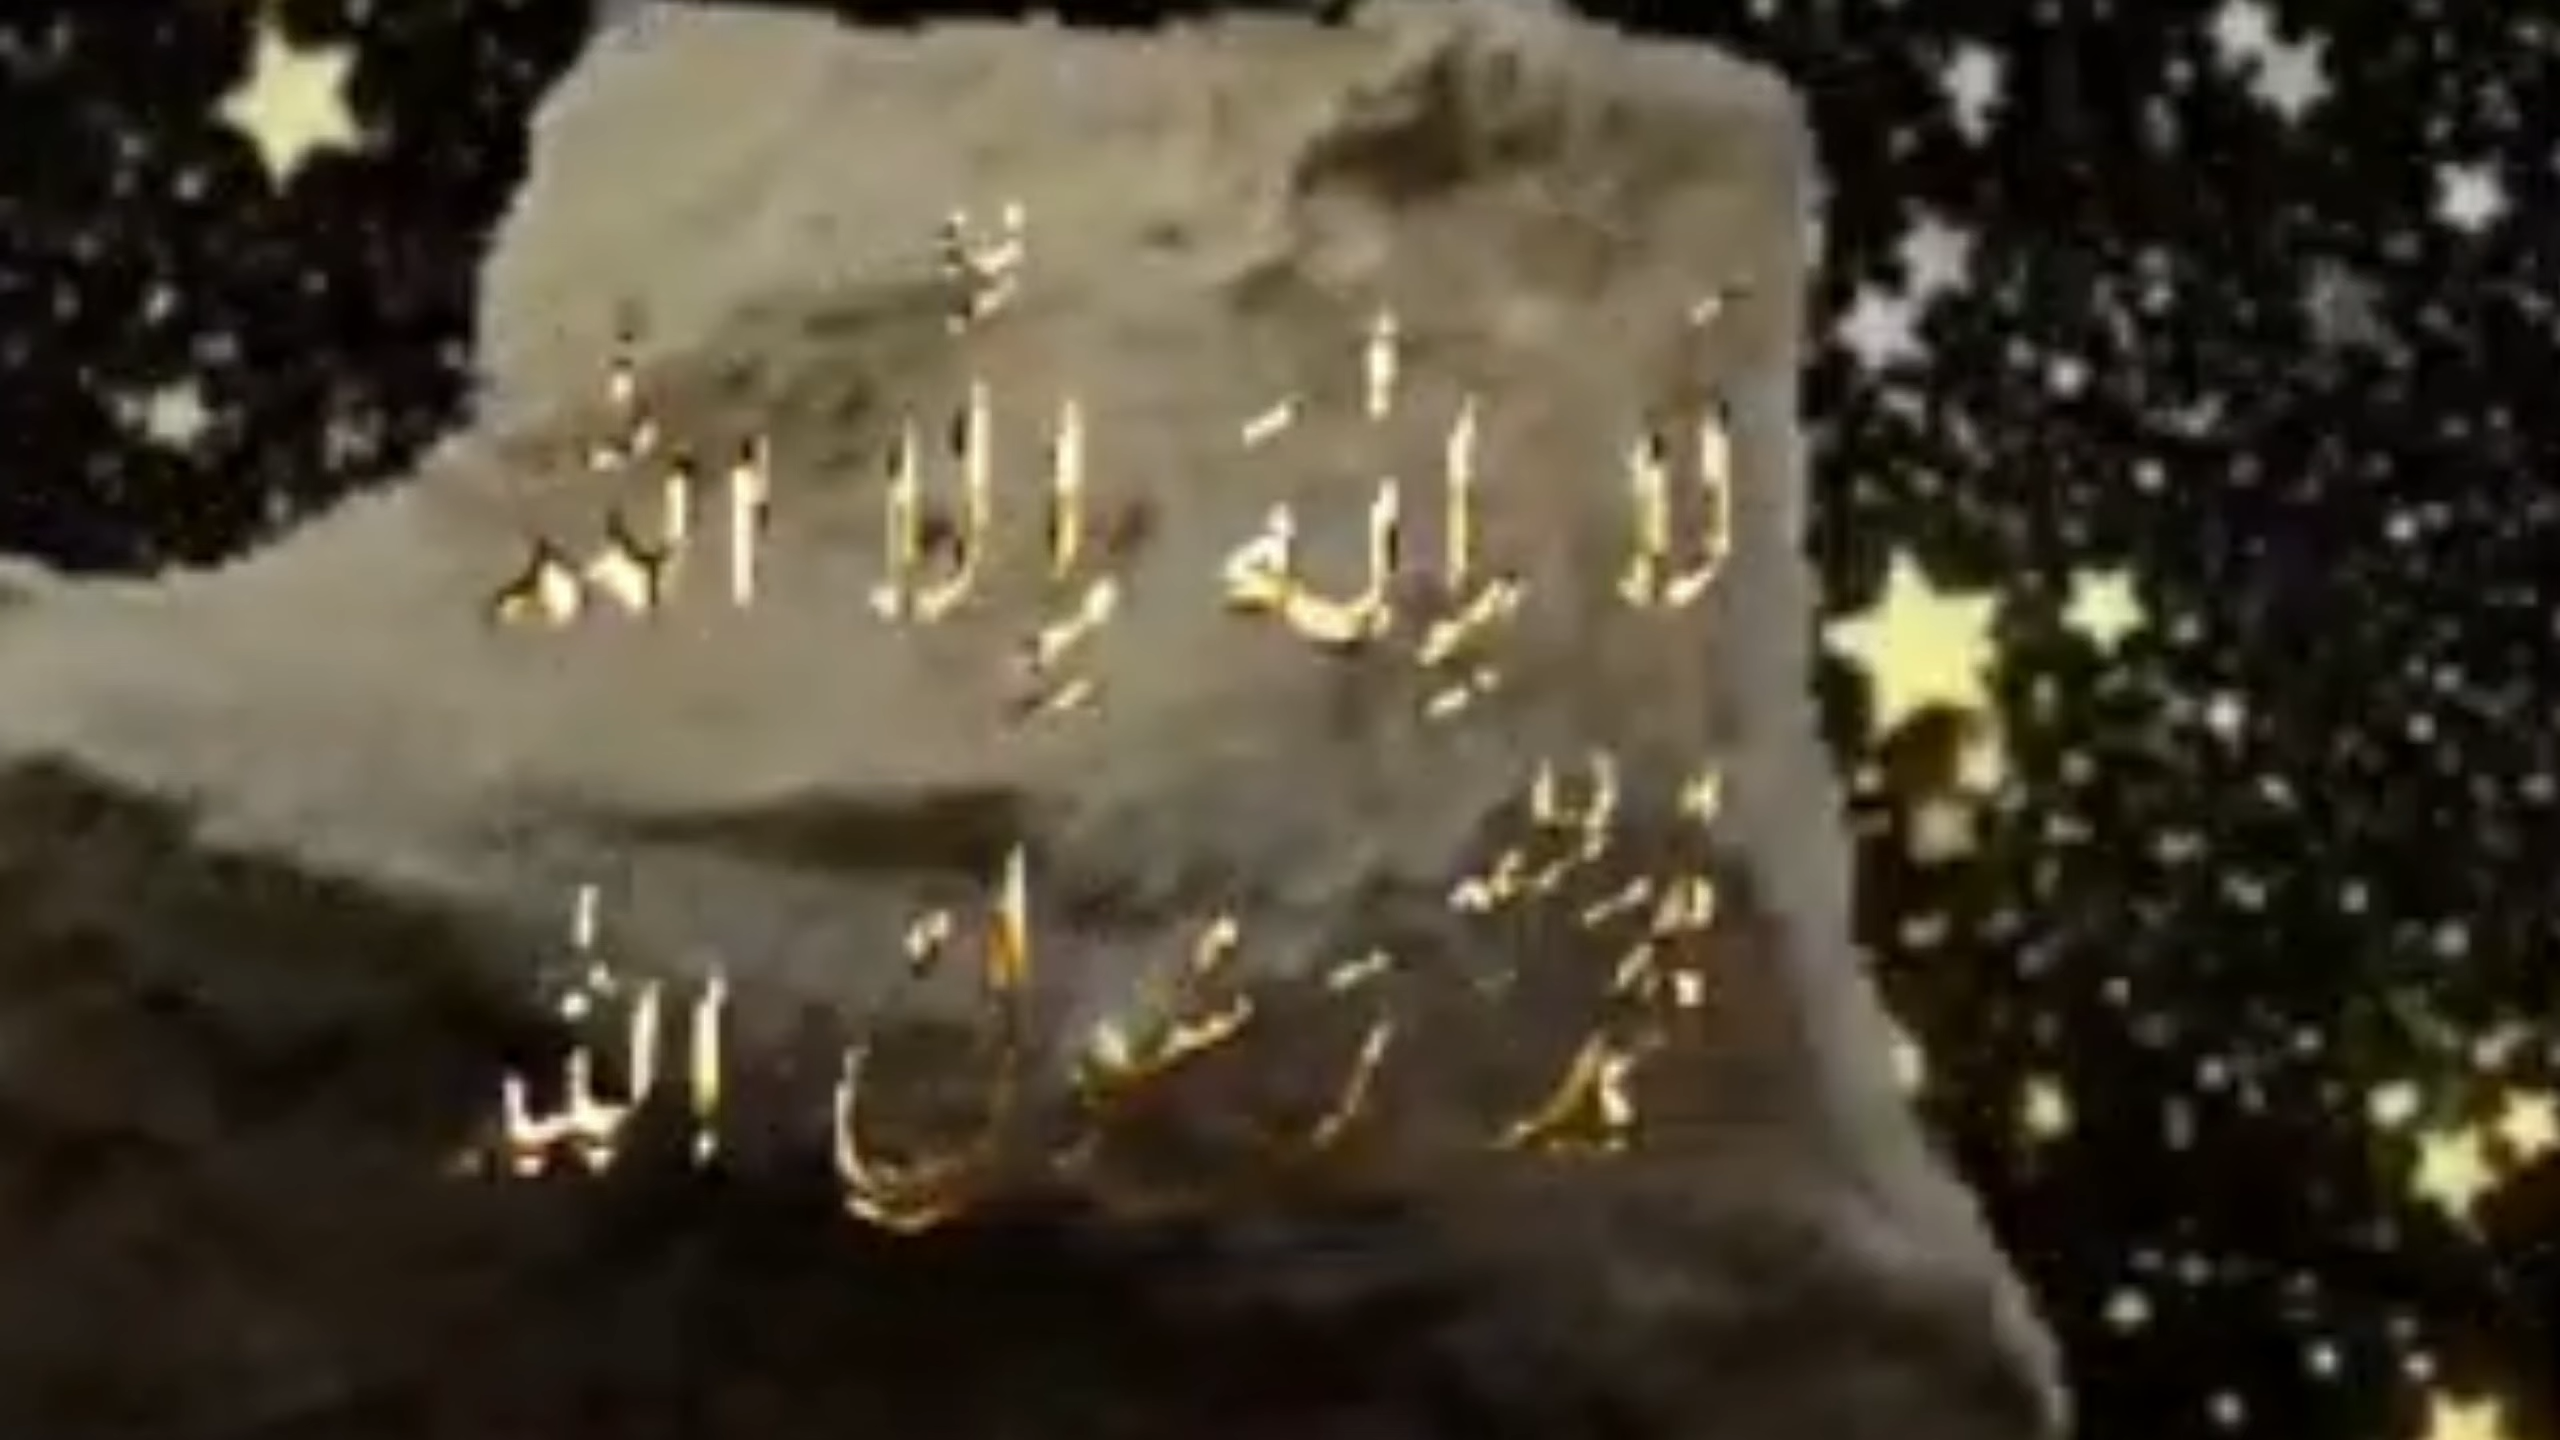 لَا إِلٰهَ إِلَّا اللّٰه
مُحَمَّدٌ رَسُولُ اللّٰه